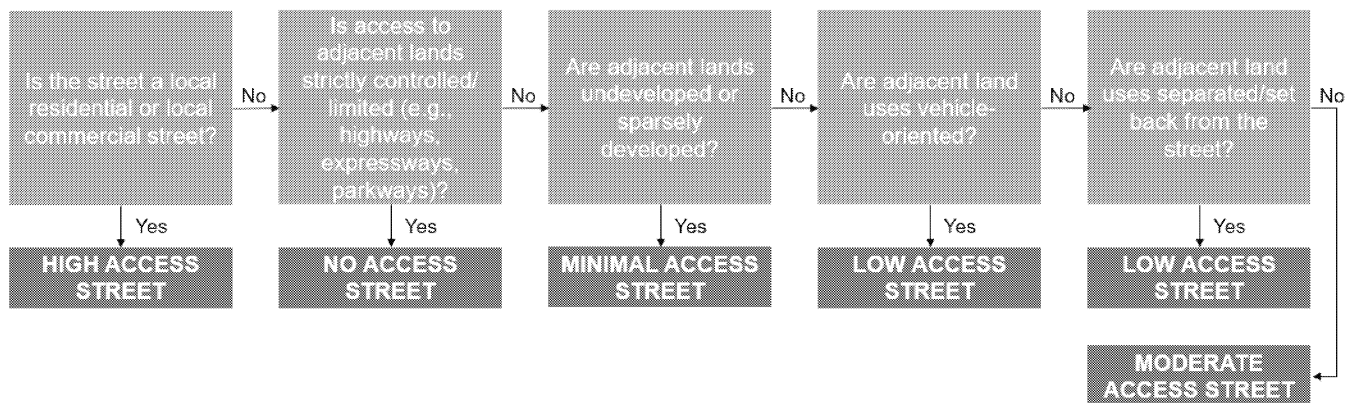 Is the street a local
residential or local
commercial street?
No
Is access to
adjacent lands
strictly controlled/
limited (e.g.,
highways,
expressways,
parkways)?
No
Are adjacent lands
undeveloped or
sparsely
developed?
No
Are adjacent land
uses vehicle-
oriented?
No
Are adjacent land
uses separated/set
back from the
street?
No
Yes
Yes
Yes
Yes
Yes
HIGH ACCESS
STREET
NO ACCESS
STREET
MINIMAL ACCESS
STREET
LOW ACCESS
STREET
LOW ACCESS
STREET
MODERATE
ACCESS STREET